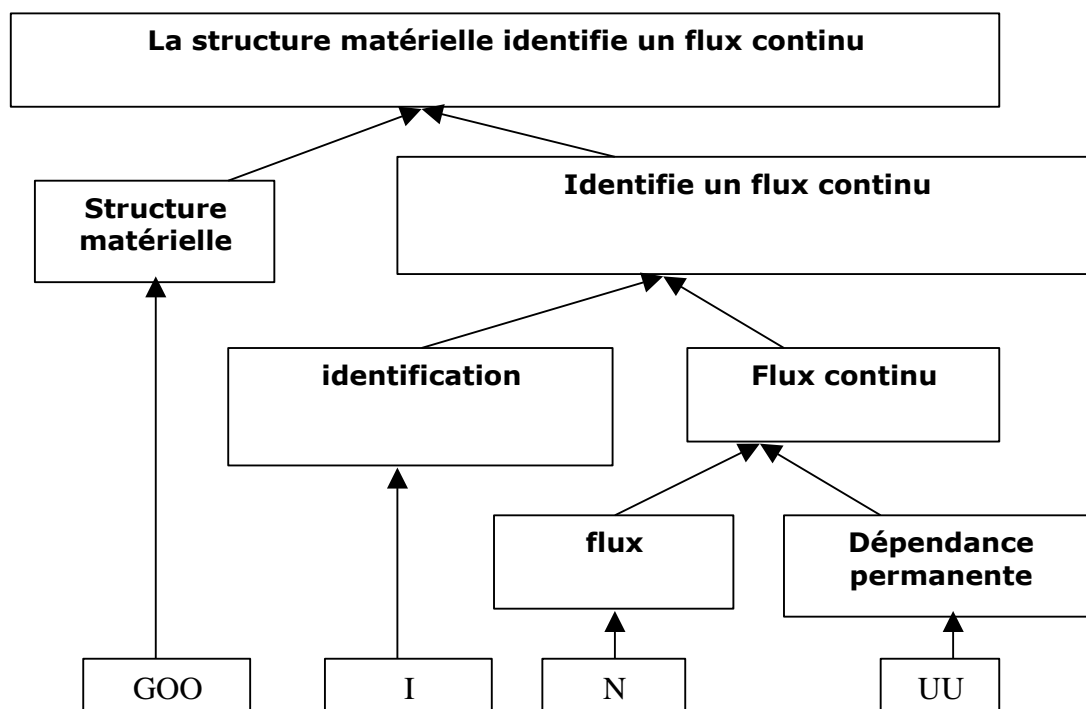 La structure matérielle identifie un flux continu
Identifie un flux continu
Structure
matérielle
identification
Flux continu
flux
Dépendance
permanente
GOO
I
N
UU